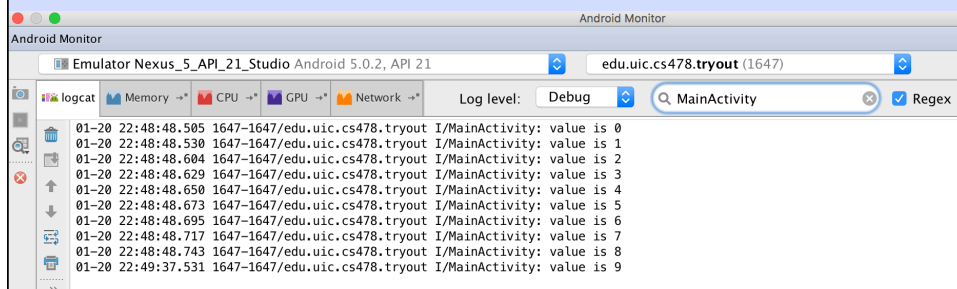 Android Monitor
Android Monitor
Emulator Nexus_5_API_21_Studio Android 5.0.2, API 21 edu.uic.cs478.tryout (1647)
logcat Memory →* CPU →* GPU →* Network →* Log level: Debug MainActivity Regex
01-20 22:48:48.505 1647-1647/edu.uic.cs478.tryout I/MainActivity: value is 0
01-20 22:48:48.530 1647-1647/edu.uic.cs478.tryout I/MainActivity: value is 1
01-20 22:48:48.604 1647-1647/edu.uic.cs478.tryout I/MainActivity: value is 2
01-20 22:48:48.629 1647-1647/edu.uic.cs478.tryout I/MainActivity: value is 3
01-20 22:48:48.650 1647-1647/edu.uic.cs478.tryout I/MainActivity: value is 4
01-20 22:48:48.673 1647-1647/edu.uic.cs478.tryout I/MainActivity: value is 5
01-20 22:48:48.695 1647-1647/edu.uic.cs478.tryout I/MainActivity: value is 6
01-20 22:48:48.717 1647-1647/edu.uic.cs478.tryout I/MainActivity: value is 7
01-20 22:48:48.743 1647-1647/edu.uic.cs478.tryout I/MainActivity: value is 8
01-20 22:49:37.531 1647-1647/edu.uic.cs478.tryout I/MainActivity: value is 9